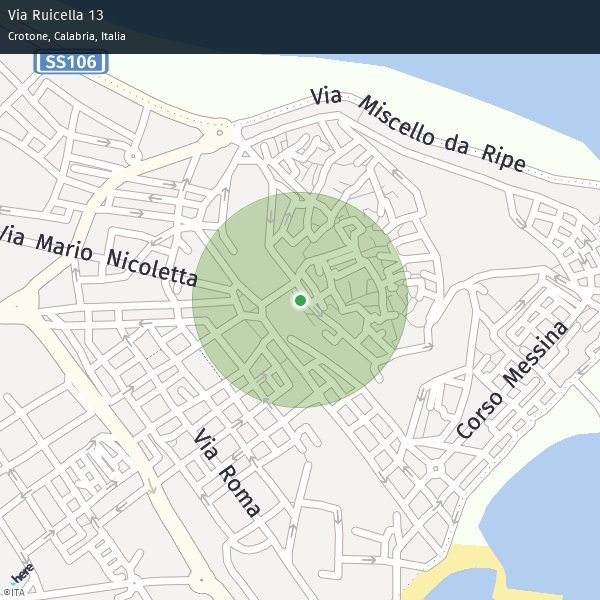 Via Ruicella 13
Crotone, Calabria, Italia
SS106
Via Miscello da Ripe
Via Mario Nicoletta
Corso Messina
Via Roma
here
©ITA